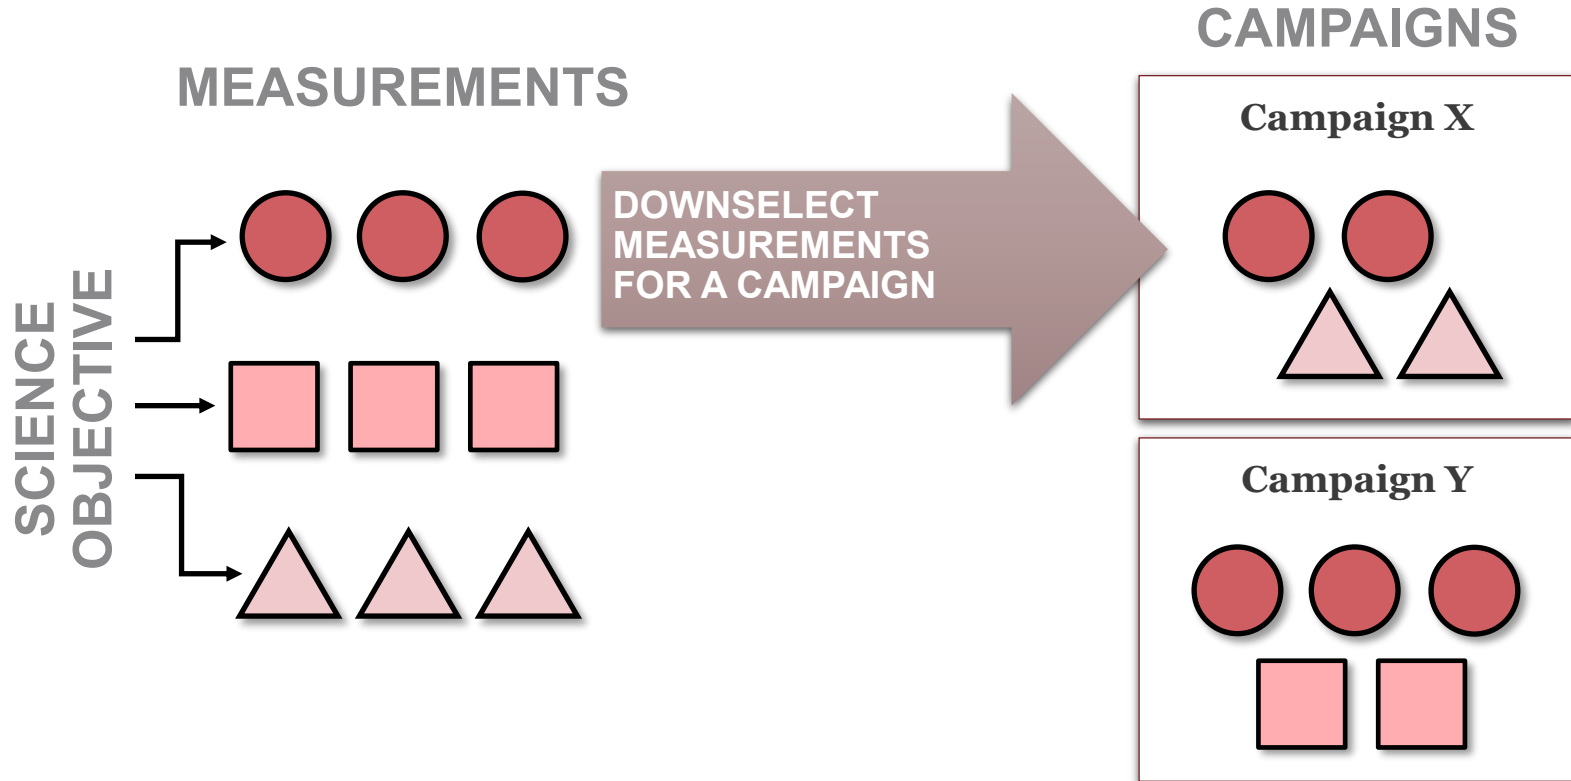 SCIENCE
OBJECTIVE
MEASUREMENTS
DOWNSELECT
MEASUREMENTS
FOR A CAMPAIGN
CAMPAIGNS
Campaign X
Campaign Y